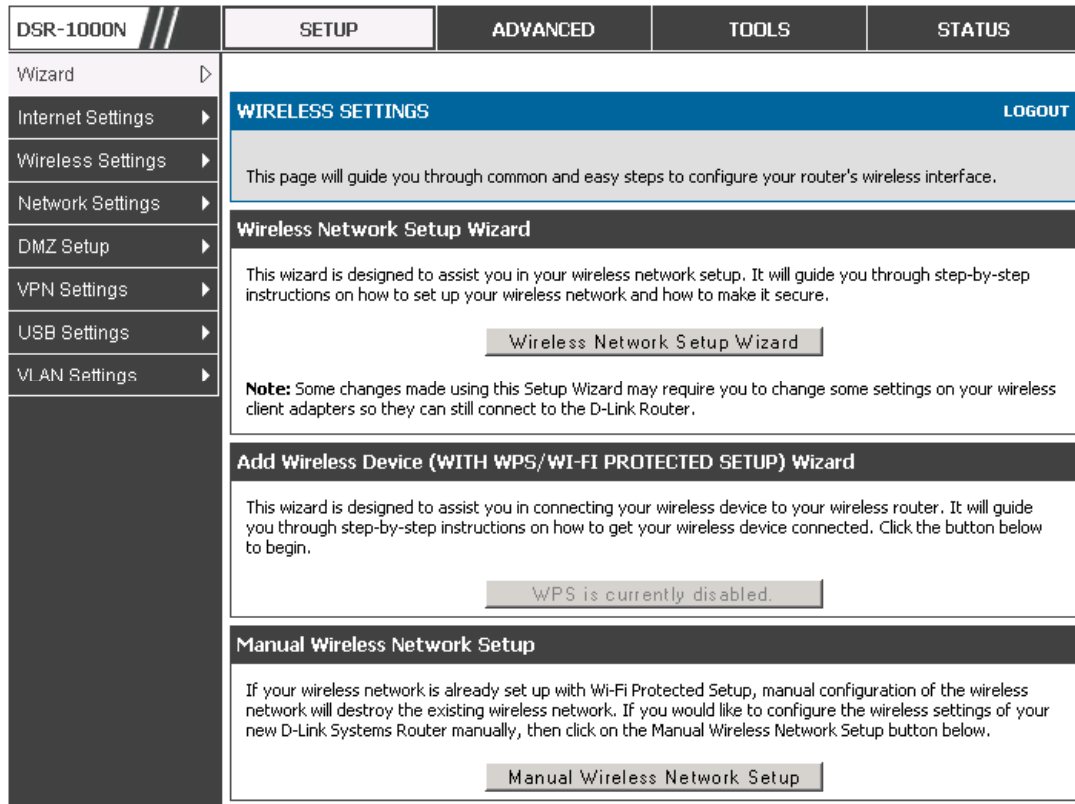 DSR-1000N
SETUP
ADVANCED
TOOLS
STATUS
Wizard
Internet Settings
Wireless Settings
Network Settings
DMZ Setup
VPN Settings
USB Settings
VLAN Settings
WIRELESS SETTINGS
LOGOUT
This page will guide you through common and easy steps to configure your router's wireless interface.
Wireless Network Setup Wizard
This wizard is designed to assist you in your wireless network setup. It will guide you through step-by-step
instructions on how to set up your wireless network and how to make it secure.
Wireless Network Setup Wizard
Note: Some changes made using this Setup Wizard may require you to change some settings on your wireless
client adapters so they can still connect to the D-Link Router.
Add Wireless Device (WITH WPS/WI-FI PROTECTED SETUP) Wizard
This wizard is designed to assist you in connecting your wireless device to your wireless router. It will guide
you through step-by-step instructions on how to get your wireless device connected. Click the button below
to begin.
WPS is currently disabled.
Manual Wireless Network Setup
If your wireless network is already set up with Wi-Fi Protected Setup, manual configuration of the wireless
network will destroy the existing wireless network. If you would like to configure the wireless settings of your
new D-Link Systems Router manually, then click on the Manual Wireless Network Setup button below.
Manual Wireless Network Setup